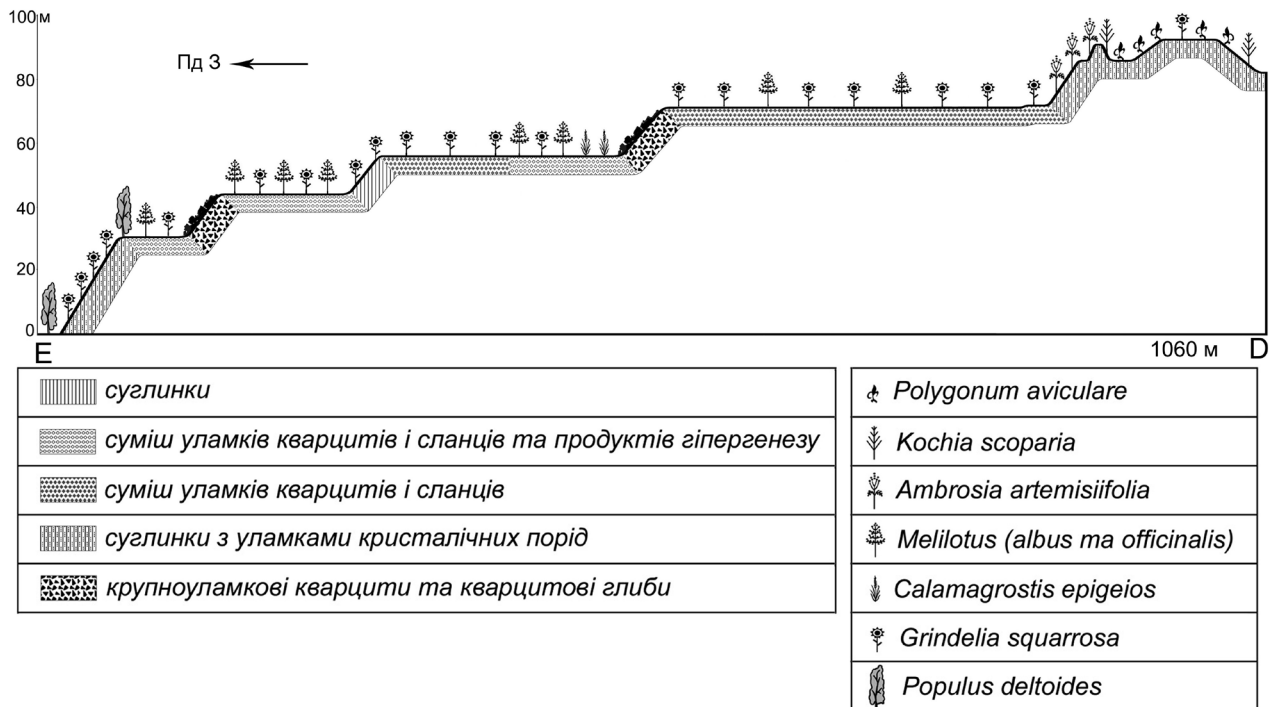 100м
Пд З
80
60
40
20
0
E
1060 м D
суглинки
суміш уламків кварцитів і сланців та продуктів гіпергенезу
суміш уламків кварцитів і сланців
суглинки з уламками кристалічних порід
крупноуламкові кварцити та кварцитові глиби
Polygonum aviculare
Kochia scoparia
Ambrosia artemisiifolia
Melilotus (albus та officinalis)
Calamagrostis epigeios
Grindelia squarrosa
Populus deltoides